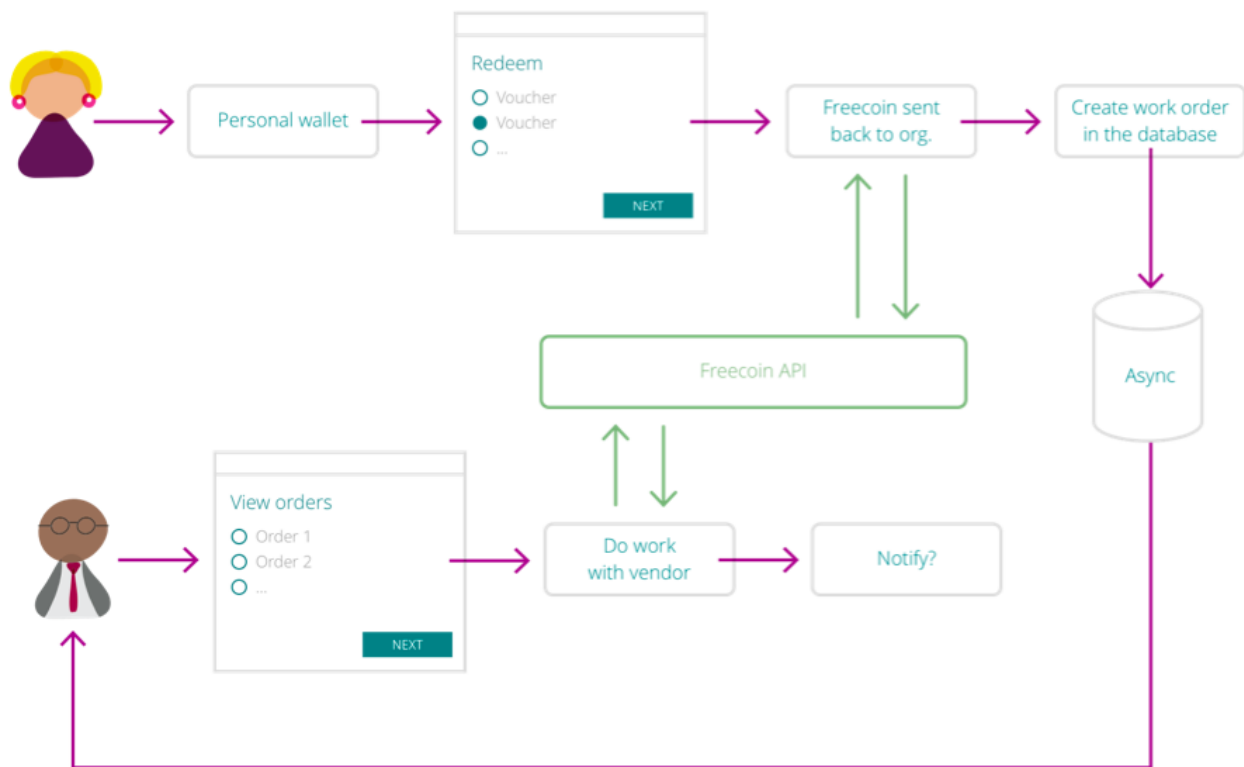 Redeem
Voucher
Voucher
...
NEXT
Personal wallet
Freecoin sent
back to org.
Create work order
in the database
Freecoin API
Async
View orders
Order 1
Order 2
...
NEXT
Do work
with vendor
Notify?